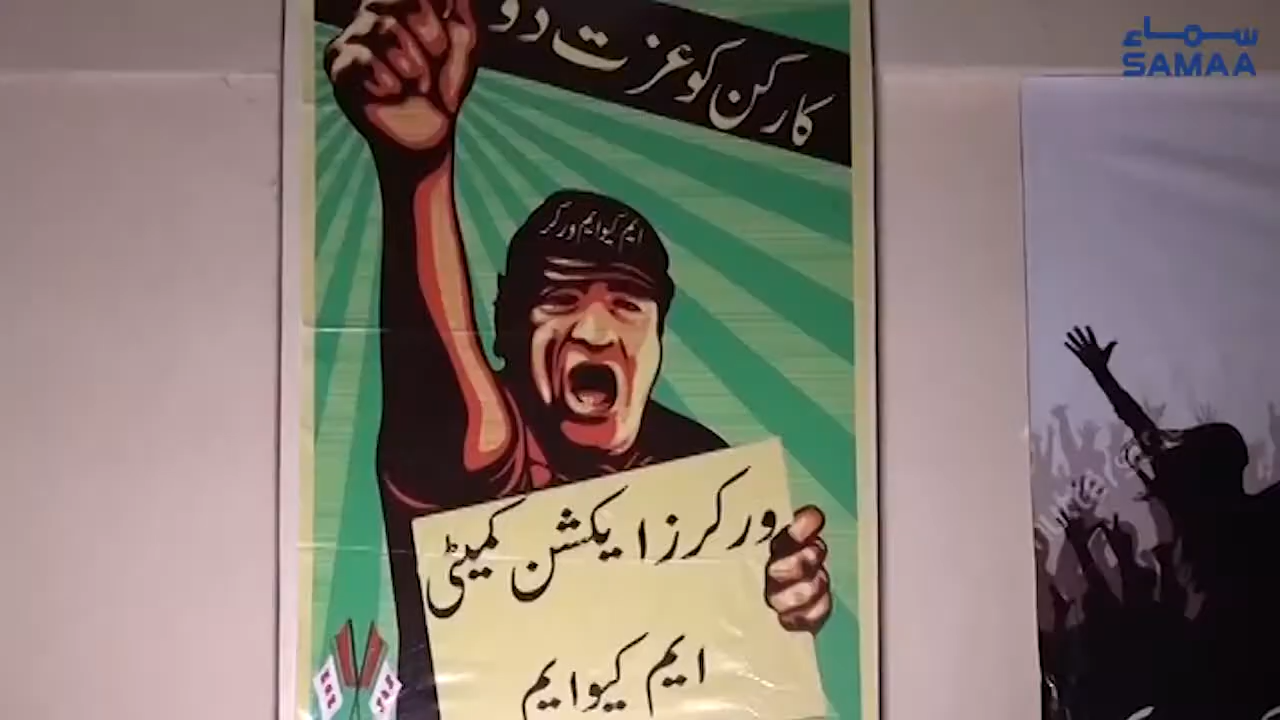 سماء
SAMAA
کارکن کو عزت دو
ایم کیو ایم ورکر
ورکرز ایکشن کمیٹی
ایم کیو ایم